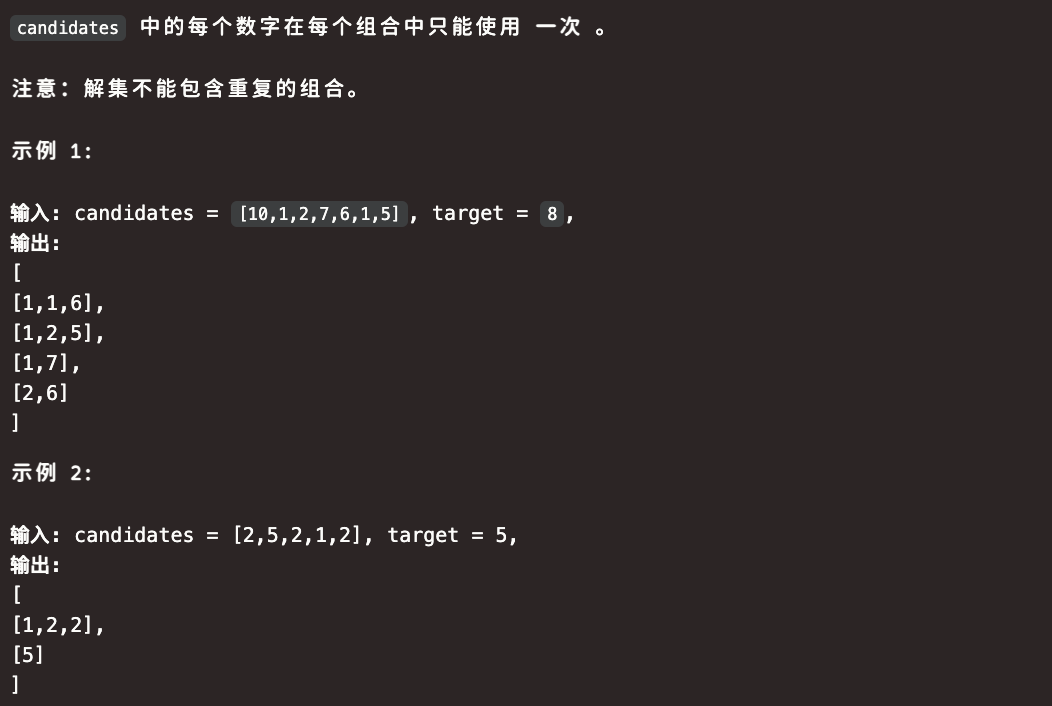 candidates 中的每个数字在每个组合中只能使用 一次 。
注意：解集不能包含重复的组合。
示例 1:
输入: candidates = [10,1,2,7,6,1,5], target = 8,
输出:
[
[1,1,6],
[1,2,5],
[1,7],
[2,6]
]
示例 2:
输入: candidates = [2,5,2,1,2], target = 5,
输出:
[
[1,2,2],
[5]
]